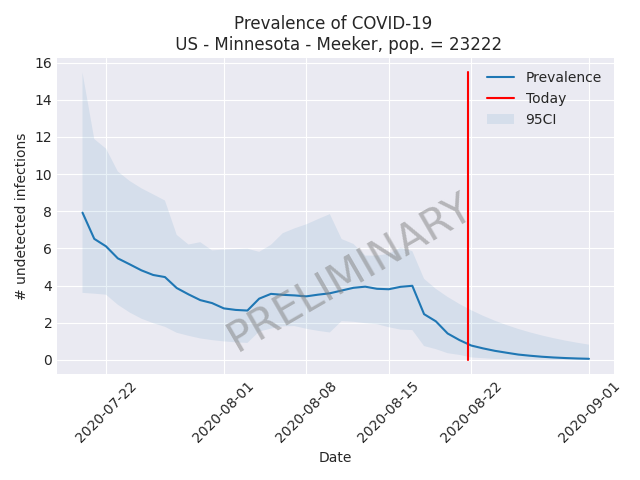 Prevalence of COVID-19
US - Minnesota - Meeker, pop. = 23222
# undetected infections
16
14
12
10
8
6
4
2
0
Prevalence
Today
95CI
PRELIMINARY
2020-07-22
2020-08-01
2020-08-08
2020-08-15
2020-08-22
2020-09-01
Date